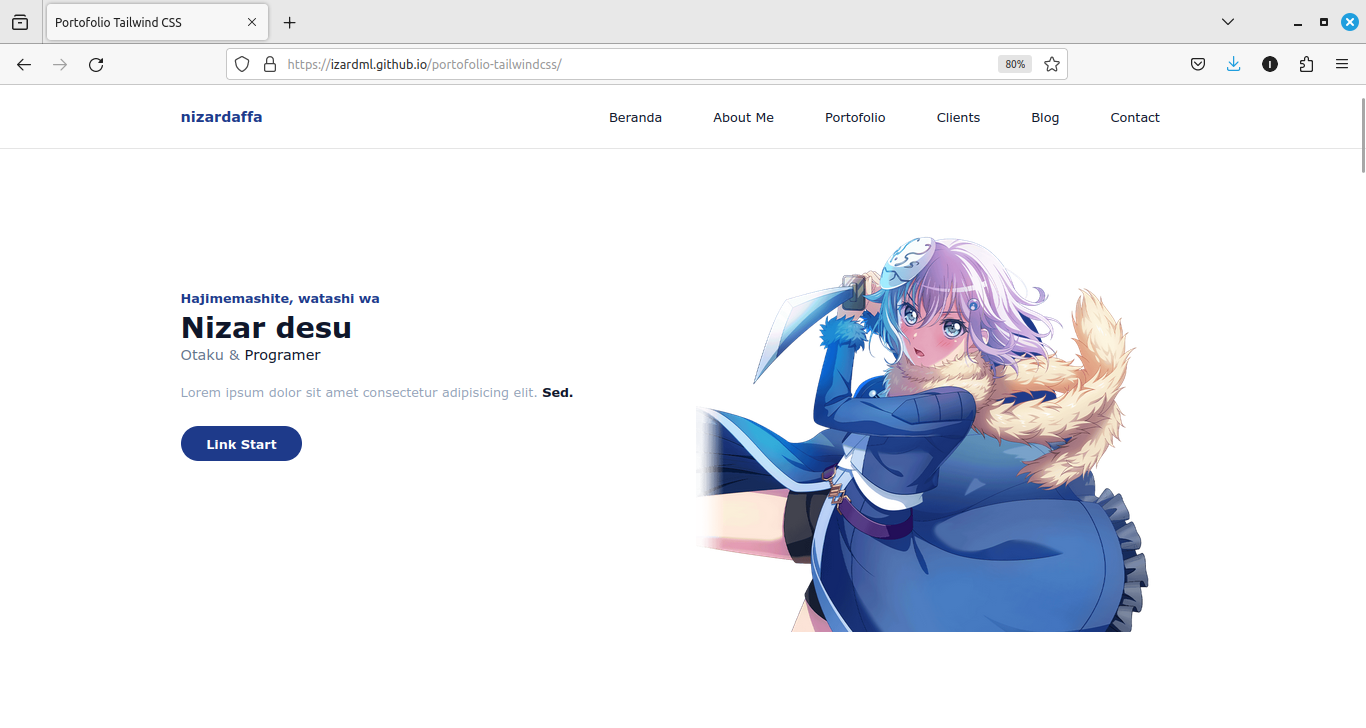 Portofolio Tailwind CSS
https://izardml.github.io/portofolio-tailwindcss/
80%
I
nizardaffa
Beranda
About Me
Portofolio
Clients
Blog
Contact
Hajimemashite, watashi wa
Nizar desu
Otaku & Programer
Lorem ipsum dolor sit amet consectetur adipisicing elit. Sed.
Link Start